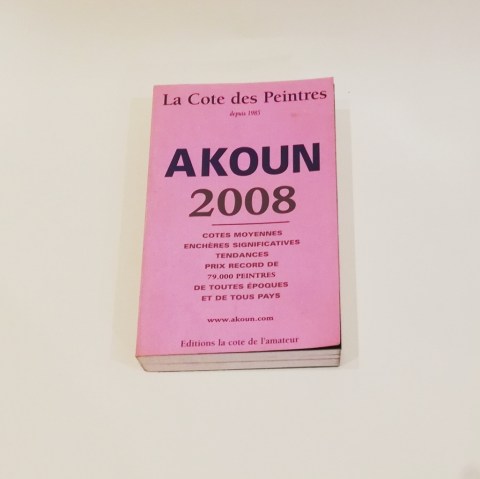 La Cote des Peintres
depuis 1985
AKOUN
2008
COTES MOYENNES
ENCHÈRES SIGNIFICATIVES
TENDANCES
PRIX RECORD DE
79.000 PEINTRES
DE TOUTES ÉPOQUES
ET DE TOUS PAYS
www.akoun.com
Editions la cote de l'amateur